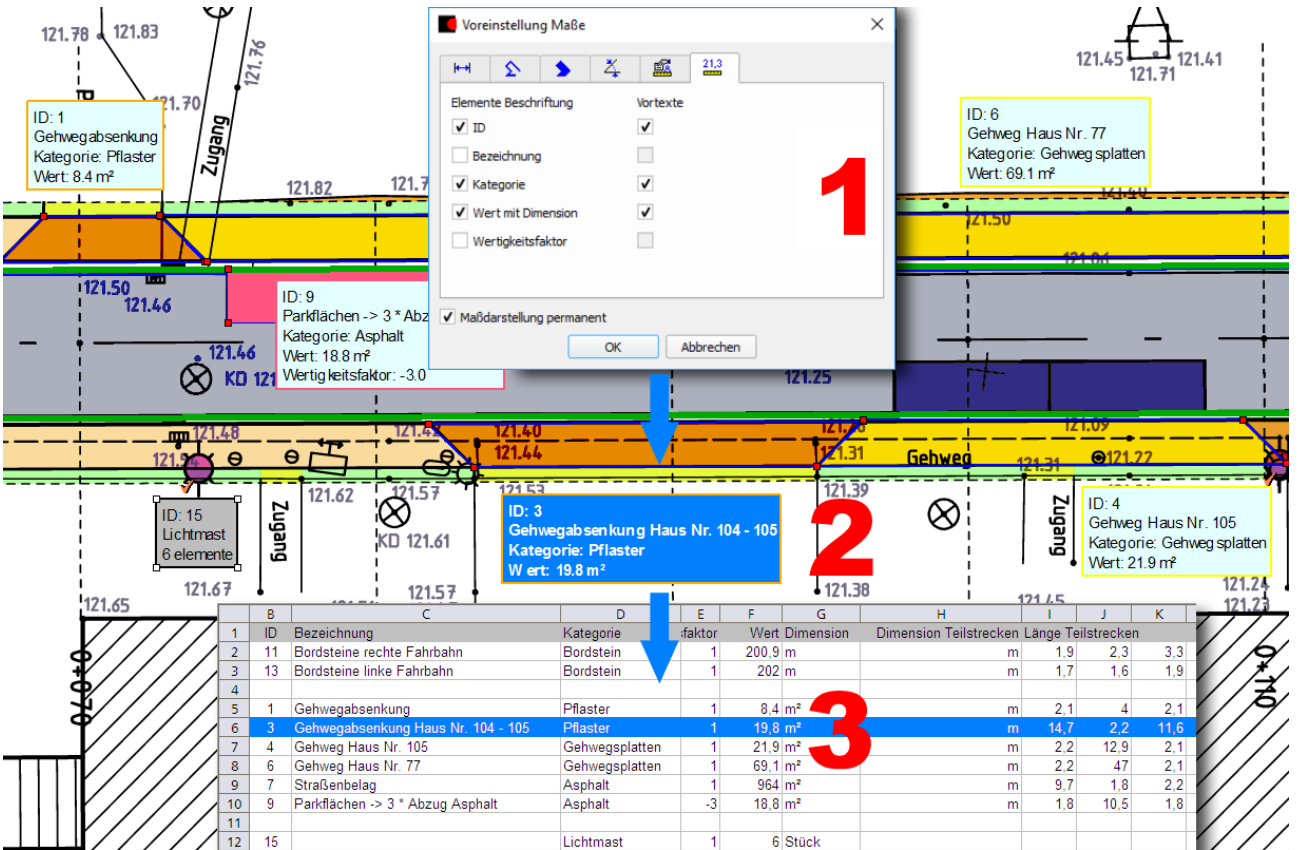 121.78
121.83
121.76
121.70
Zugang
ID: 1
Gehwegabsenkung
Kategorie: Pflaster
Wert: 8.4 m²
121.82
121.7
Voreinstellung Maße
21,3
Elemente Beschriftung
Vortexte
ID
Bezeichnung
Kategorie
Wert mit Dimension
Wertigkeitsfaktor
Maßdarstellung permanent
OK
Abbrechen
1
121.45
121.41
121.71
ID: 6
Gehweg Haus Nr. 77
Kategorie: Gehwegsplatten
Wert: 69.1 m²
121.40
121.50
121.06
121.50
121.46
ID: 9
Parkflächen -> 3 * Abz
Kategorie: Asphalt
Wert: 18.8 m²
Wertigkeitsfaktor: -3.0
121.46
KD 121
121.25
121.48
121.40
121.44
121.31
Gehweg
121.09
121.31
121.22
ID: 15
Lichtmast
6 elemente
Zugang
121.62
121.57
KD 121.61
121.53
ID: 3
Gehwegabsenkung Haus Nr. 104 - 105
Kategorie: Pflaster
Wert: 19.8 m²
121.39
2
Zugang
ID: 4
Gehweg Haus Nr. 105
Kategorie: Gehwegsplatten
Wert: 21.9 m²
121.67
121.65
121.57
121.38
121.45
121.24
121.23
0+070
0+110
B C D E F G H I J K
1 ID Bezeichnung Kategorie sfaktor Wert Dimension Dimension Teilstrecken Länge Teilstrecken
2 11 Bordsteine rechte Fahrbahn Bordstein 1 200,9 m m 1,9 2,3 3,3
3 13 Bordsteine linke Fahrbahn Bordstein 1 202 m m 1,7 1,6 1,9
4
5 1 Gehwegabsenkung Pflaster 1 8,4 m² m 2,1 4 2,1
6 3 Gehwegabsenkung Haus Nr. 104 - 105 Pflaster 1 19,8 m² m 14,7 2,2 11,6
7 4 Gehweg Haus Nr. 105 Gehwegsplatten 1 21,9 m² m 2,2 12,9 2,1
8 6 Gehweg Haus Nr. 77 Gehwegsplatten 1 69,1 m² m 2,2 47 2,1
9 7 Straßenbelag Asphalt 1 964 m² m 9,7 1,8 2,2
10 9 Parkflächen -> 3 * Abzug Asphalt Asphalt -3 18,8 m² m 1,8 10,5 1,8
11
12 15 Lichtmast 1 6 Stück
3